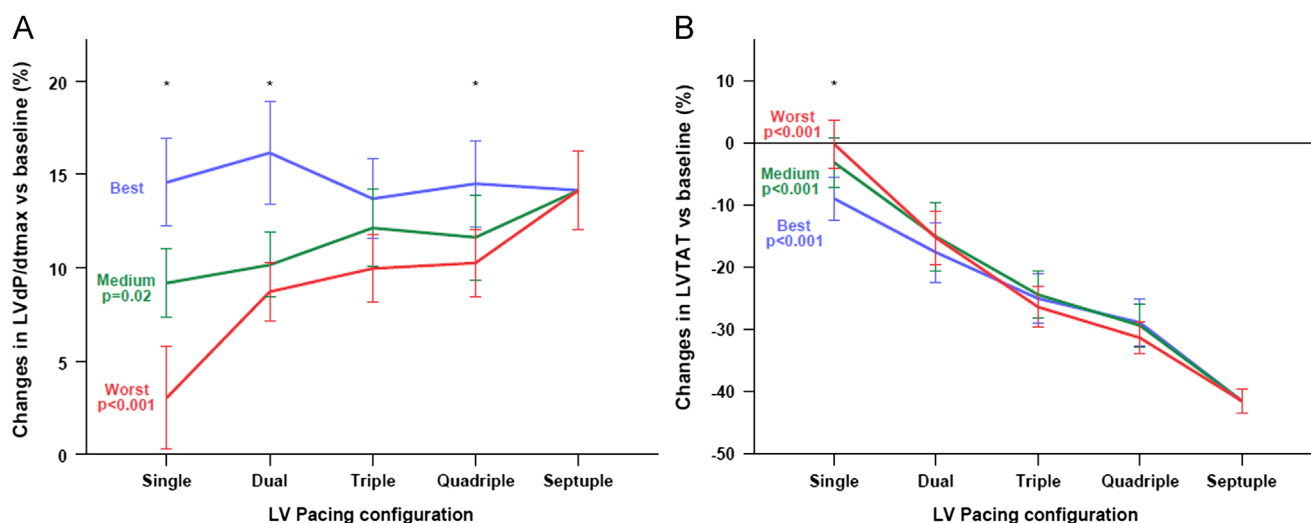 A
Changes in LVdP/dtmax vs baseline (%)
20
15
10
5
0
*
*
*
Best
Medium
p=0.02
Worst
p<0.001
Single
Dual
Triple
Quadriple
Septuple
LV Pacing configuration
B
Changes in LVTAT vs baseline (%)
10
0
-10
-20
-30
-40
-50
*
Worst
p<0.001
Medium
p<0.001
Best
p<0.001
Single
Dual
Triple
Quadriple
Septuple
LV Pacing configuration